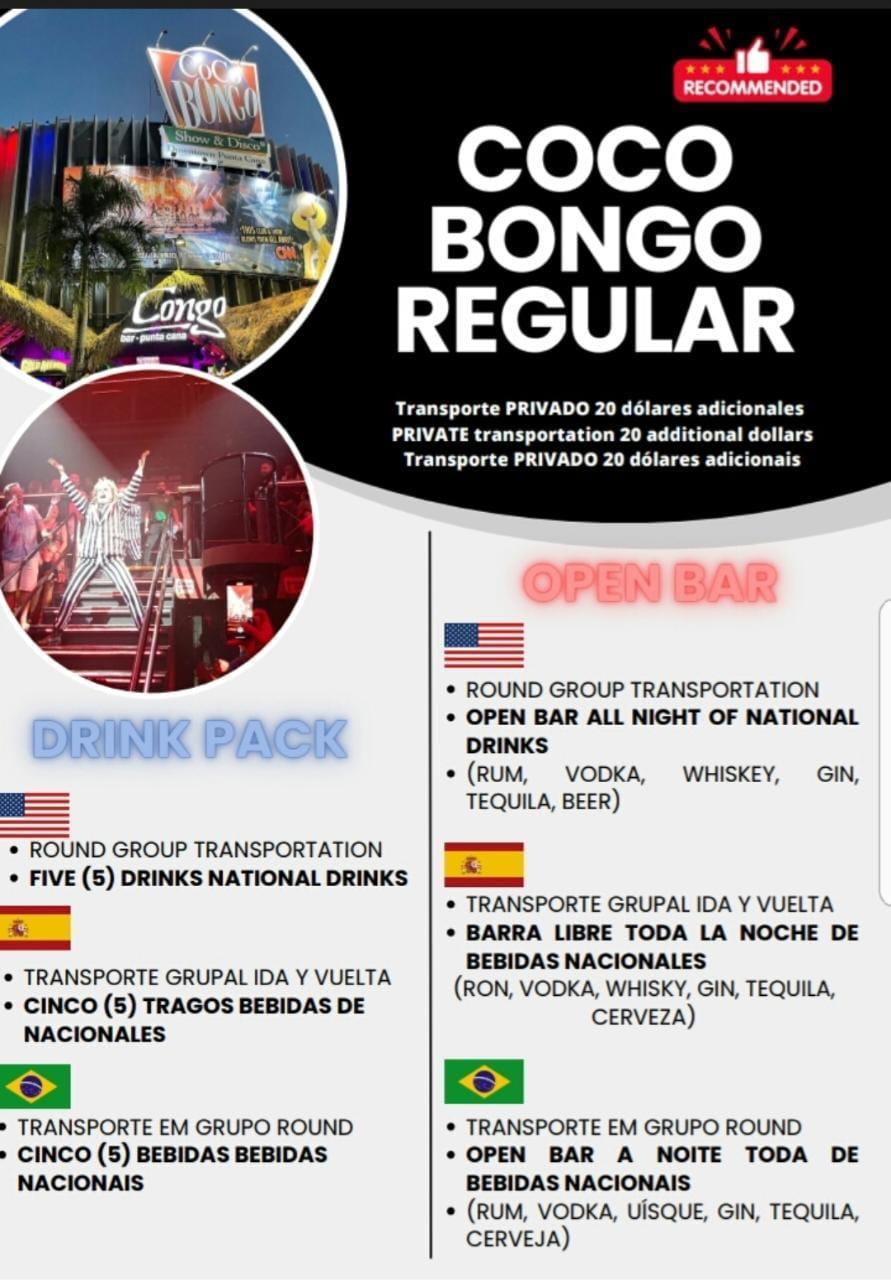 COCO
BONGO
Show & Disco
Downtown Punta Cana
CNN
Congo
bar • punta cana
RECOMMENDED
COCO
BONGO
REGULAR
Transporte PRIVADO 20 dólares adicionales
PRIVATE transportation 20 additional dollars
Transporte PRIVADO 20 dólares adicionais
DRINK PACK
• ROUND GROUP TRANSPORTATION
• FIVE (5) DRINKS NATIONAL DRINKS
• TRANSPORTE GRUPAL IDA Y VUELTA
• CINCO (5) TRAGOS BEBIDAS DE
NACIONALES
• TRANSPORTE EM GRUPO ROUND
• CINCO (5) BEBIDAS BEBIDAS
NACIONAIS
OPEN BAR
• ROUND GROUP TRANSPORTATION
• OPEN BAR ALL NIGHT OF NATIONAL
DRINKS
• (RUM, VODKA, WHISKEY, GIN,
TEQUILA, BEER)
• TRANSPORTE GRUPAL IDA Y VUELTA
• BARRA LIBRE TODA LA NOCHE DE
BEBIDAS NACIONALES
(RON, VODKA, WHISKY, GIN, TEQUILA,
CERVEZA)
• TRANSPORTE EM GRUPO ROUND
• OPEN BAR A NOITE TODA DE
BEBIDAS NACIONAIS
• (RUM, VODKA, UÍSQUE, GIN, TEQUILA,
CERVEJA)